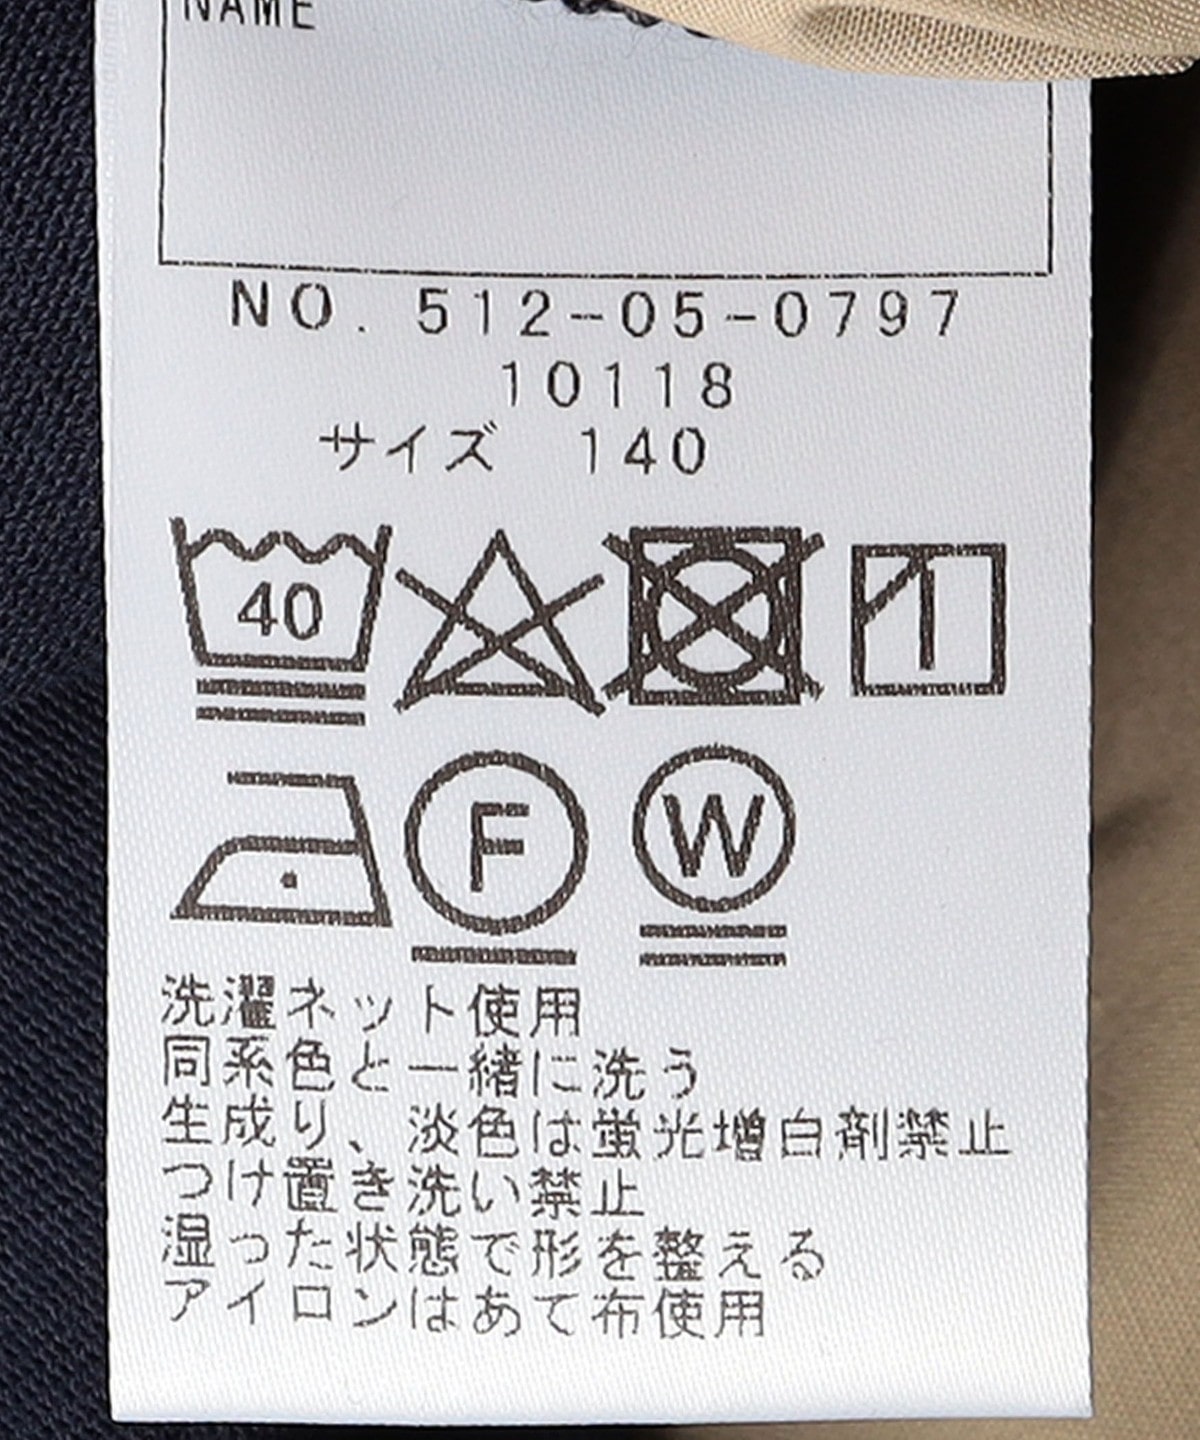 NAME
NO. 512-05-0797
10118
サイズ 140
40
F
W
洗濯ネット使用
同系色と一緒に洗う
生成り、淡色は蛍光増白剤禁止
つけ置き洗い禁止
湿った状態で形を整える
アイロンはあて布使用